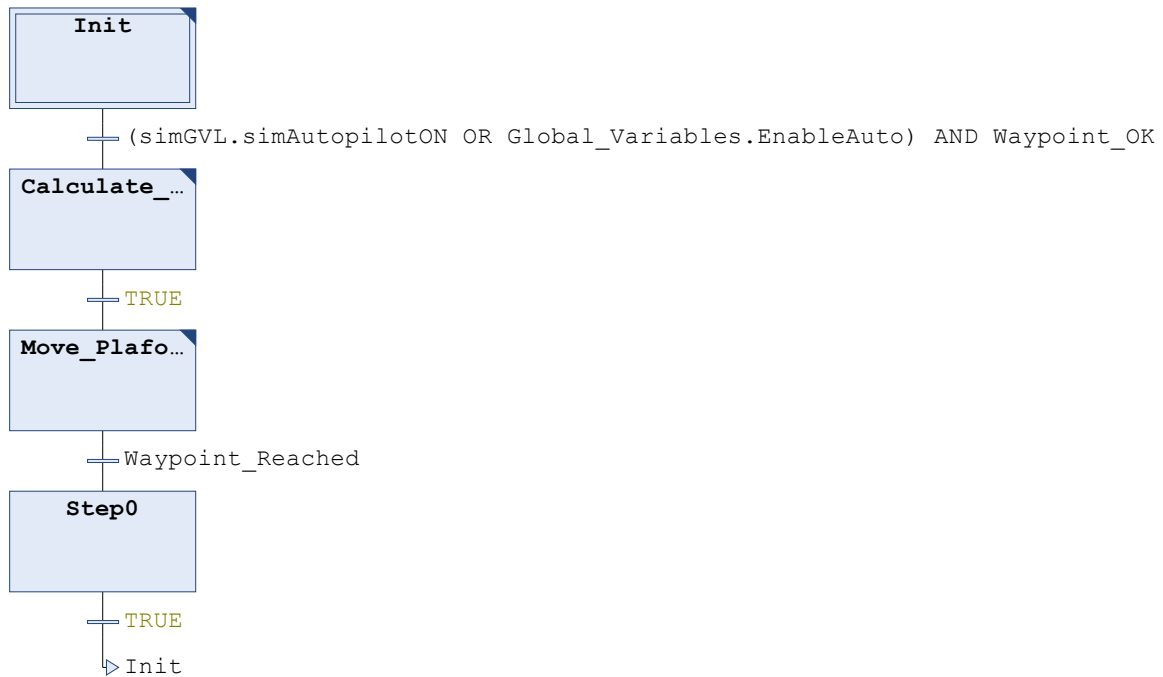 Init
(simGVL.simAutopilotON OR Global_Variables.EnableAuto) AND Waypoint_OK
Calculate_…
TRUE
Move_Plafo…
Waypoint_Reached
Step0
TRUE
Init